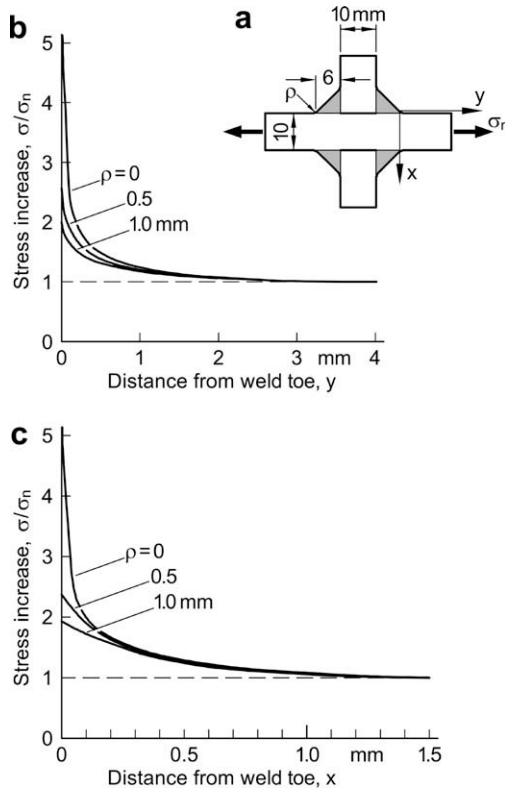 b
a
Stress increase, σ/σn
5
4
3
2
1
0
ρ = 0
0.5
1.0 mm
0 1 2 3 mm 4
Distance from weld toe, y
10 mm
6
ρ
10
y
x
c
Stress increase, σ/σn
5
4
3
2
1
0
ρ = 0
0.5
1.0 mm
0 0.5 1.0 mm 1.5
Distance from weld toe, x